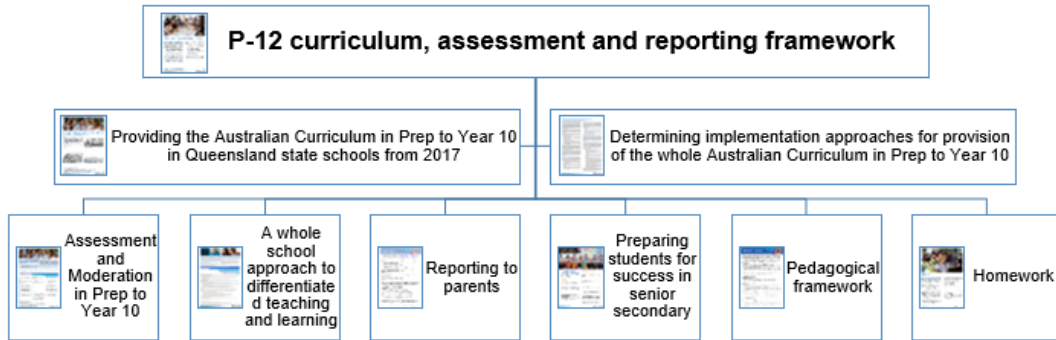 P-12 curriculum, assessment and reporting framework
Providing the Australian Curriculum in Prep to Year 10
in Queensland state schools from 2017
Determining implementation approaches for provision
of the whole Australian Curriculum in Prep to Year 10
Assessment
and
Moderation
in Prep to
Year 10
A whole
school
approach to
differentiate
d teaching
and learning
Reporting to
parents
Preparing
students for
success in
senior
secondary
Pedagogical
framework
Homework